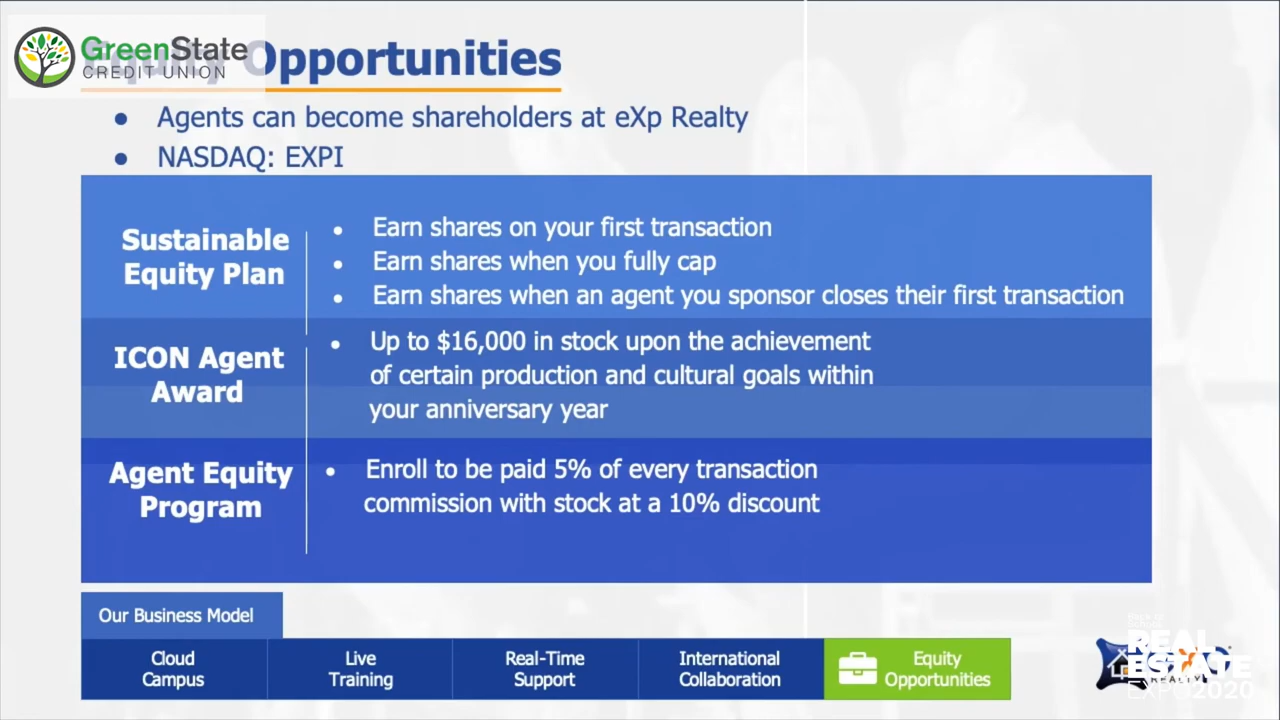 GreenState
CREDIT UNION
Equity Opportunities
● Agents can become shareholders at eXp Realty
● NASDAQ: EXPI
Sustainable
Equity Plan
• Earn shares on your first transaction
• Earn shares when you fully cap
• Earn shares when an agent you sponsor closes their first transaction
ICON Agent
Award
• Up to $16,000 in stock upon the achievement
of certain production and cultural goals within
your anniversary year
Agent Equity
Program
• Enroll to be paid 5% of every transaction
commission with stock at a 10% discount
Our Business Model
Cloud
Campus
Live
Training
Real-Time
Support
International
Collaboration
Equity
Opportunities
REAL
ESTATE
EXPO2020
REALTY